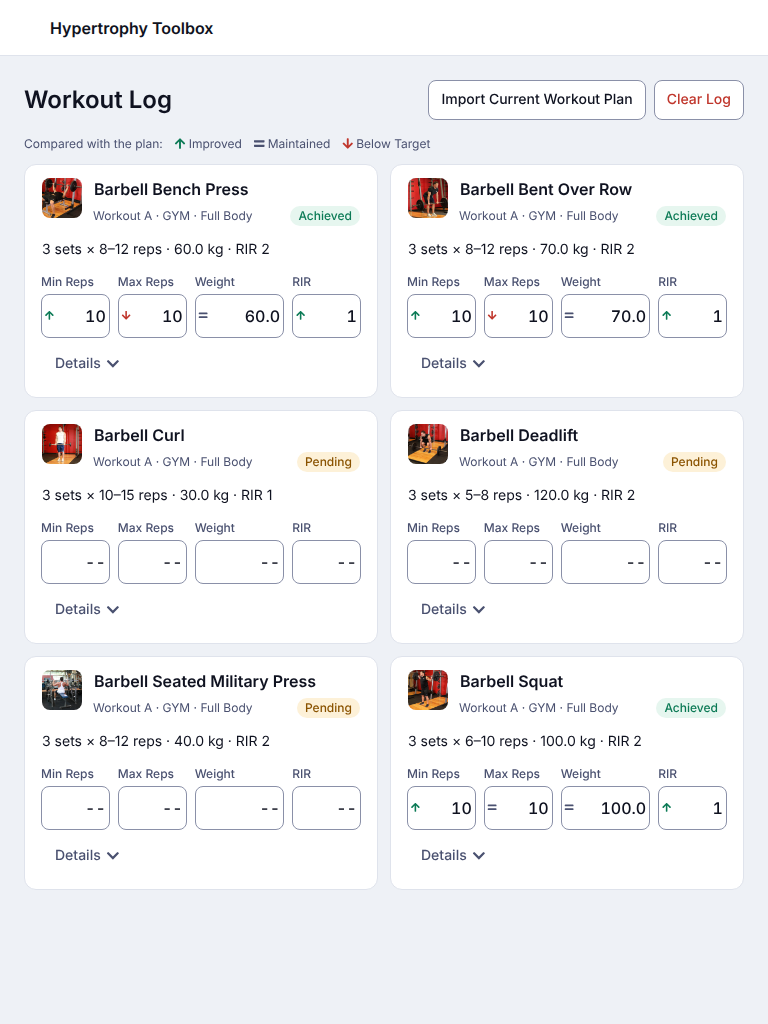 Hypertrophy Toolbox
Workout Log
Import Current Workout Plan
Clear Log
Compared with the plan: ↑ Improved = Maintained ↓ Below Target
Barbell Bench Press
Workout A · GYM · Full Body
Achieved
3 sets × 8–12 reps · 60.0 kg · RIR 2
Min Reps Max Reps Weight RIR
↑ 10 ↓ 10 = 60.0 ↑ 1
Details
Barbell Bent Over Row
Workout A · GYM · Full Body
Achieved
3 sets × 8–12 reps · 70.0 kg · RIR 2
Min Reps Max Reps Weight RIR
↑ 10 ↓ 10 = 70.0 ↑ 1
Details
Barbell Curl
Workout A · GYM · Full Body
Pending
3 sets × 10–15 reps · 30.0 kg · RIR 1
Min Reps Max Reps Weight RIR
-- -- -- --
Details
Barbell Deadlift
Workout A · GYM · Full Body
Pending
3 sets × 5–8 reps · 120.0 kg · RIR 2
Min Reps Max Reps Weight RIR
-- -- -- --
Details
Barbell Seated Military Press
Workout A · GYM · Full Body
Pending
3 sets × 8–12 reps · 40.0 kg · RIR 2
Min Reps Max Reps Weight RIR
-- -- -- --
Details
Barbell Squat
Workout A · GYM · Full Body
Achieved
3 sets × 6–10 reps · 100.0 kg · RIR 2
Min Reps Max Reps Weight RIR
↑ 10 = 10 = 100.0 ↑ 1
Details